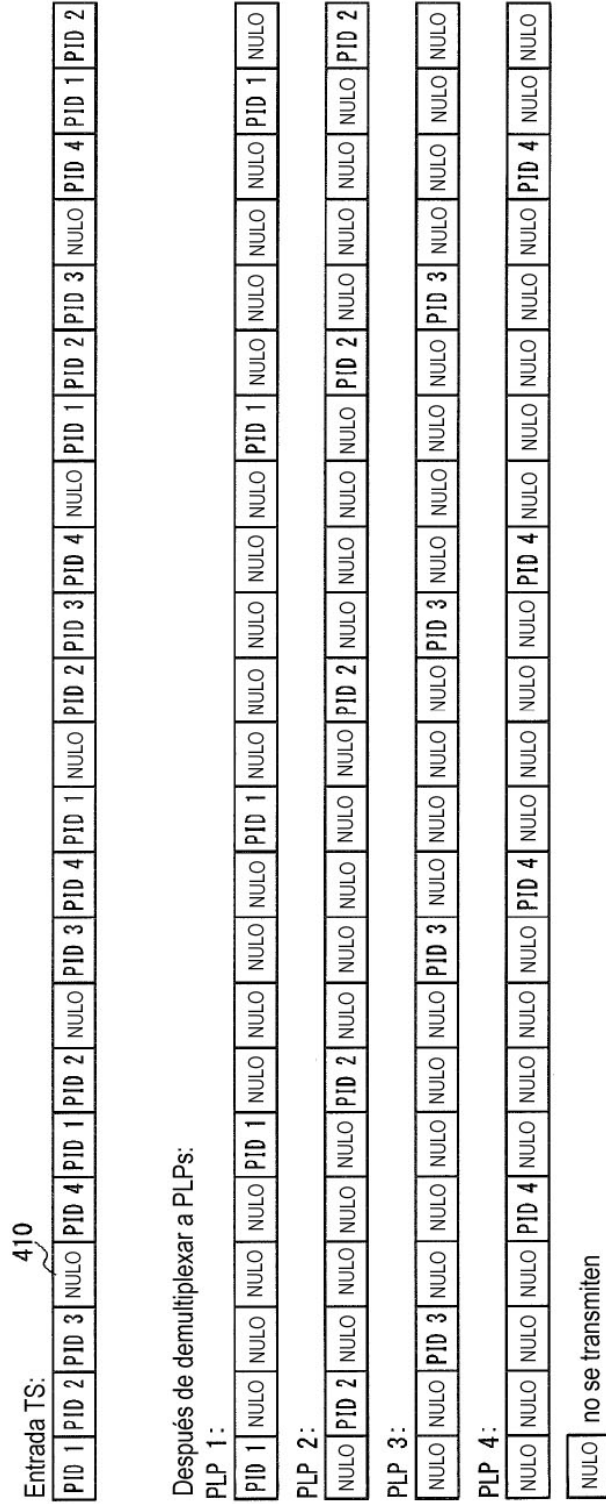 Entrada TS:
410
PID 1 PID 2 PID 3 NULO PID 4 PID 1 PID 2 NULO PID 3 PID 4 PID 1 NULO PID 2 PID 3 PID 4 NULO PID 1 PID 2 PID 3 NULO PID 4 PID 1 PID 2
Después de demultiplexar a PLPs:
PLP 1:
PID 1 NULO NULO NULO NULO PID 1 NULO NULO NULO NULO PID 1 NULO NULO NULO NULO NULO PID 1 NULO NULO NULO NULO PID 1 NULO
PLP 2:
NULO PID 2 NULO NULO NULO NULO PID 2 NULO NULO NULO NULO NULO PID 2 NULO NULO NULO NULO PID 2 NULO NULO NULO NULO PID 2
PLP 3:
NULO NULO PID 3 NULO NULO NULO NULO NULO PID 3 NULO NULO NULO NULO PID 3 NULO NULO NULO NULO PID 3 NULO NULO NULO NULO
PLP 4:
NULO NULO NULO NULO PID 4 NULO NULO NULO NULO PID 4 NULO NULO NULO NULO PID 4 NULO NULO NULO NULO NULO PID 4 NULO NULO
NULO no se transmiten